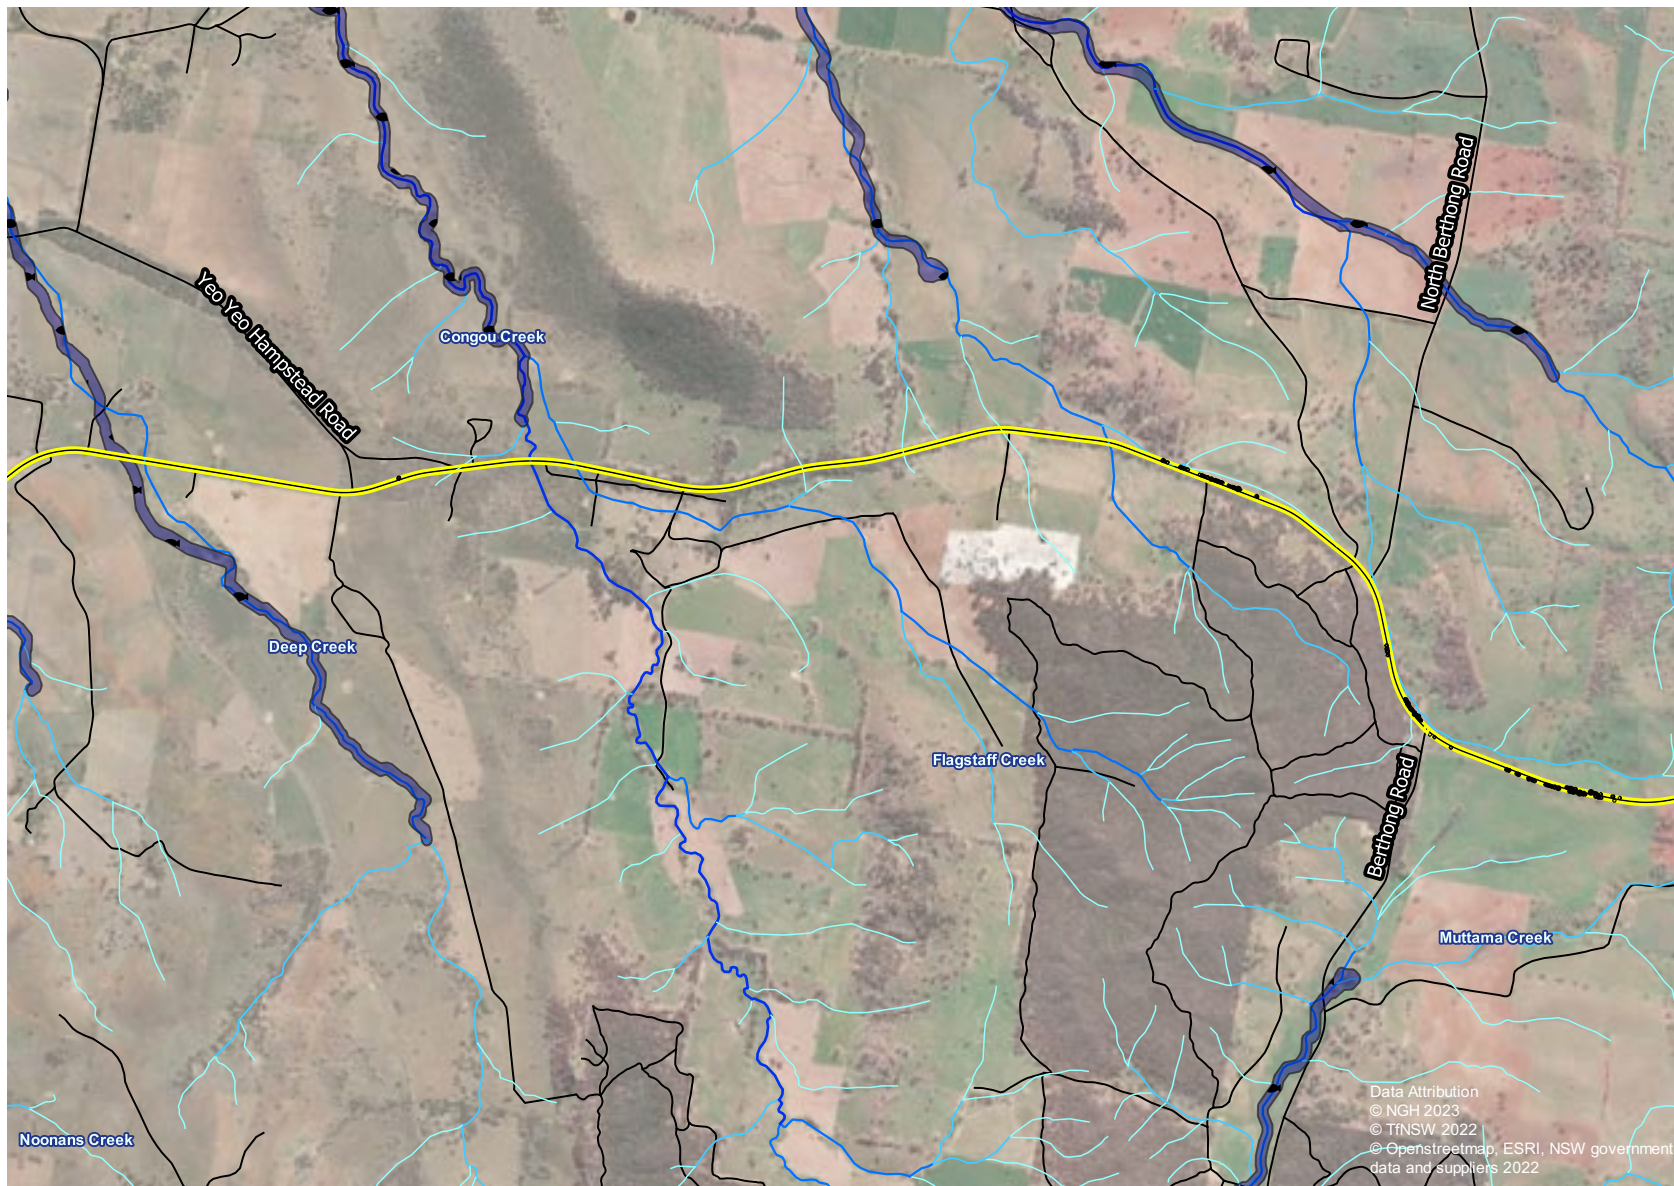 North Berthong Road
Yeo Yeo Hampstead Road
Congou Creek
Deep Creek
Flagstaff Creek
Berthong Road
Muttama Creek
Noonans Creek
Data Attribution
© NGH 2023
© TfNSW 2022
© Openstreetmap, ESRI, NSW government
data and suppliers 2022